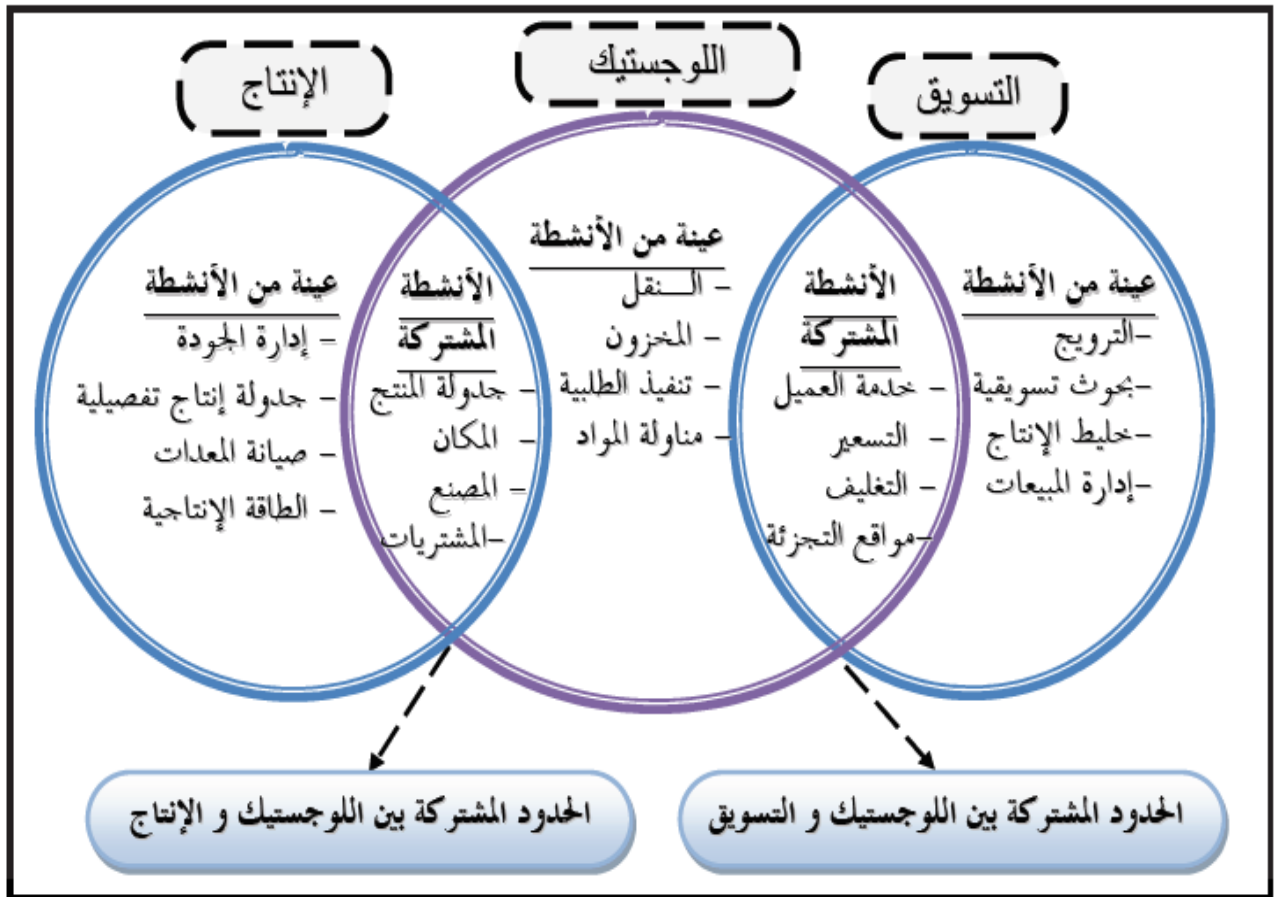 التسويق
اللوجستيك
الإنتاج
عينة من الأنشطة
-الترويج
-بحوث تسويقية
-خليط الإنتاج
-إدارة المبيعات
الأنشطة
المشتركة
- خدمة العميل
- التسعير
- التغليف
-مواقع التجزئة
عينة من الأنشطة
- الـــنقل
- المخزون
- تنفيذ الطلبية
- مناولة المواد
الأنشطة
المشتركة
- جدولة المنتج
- المكان
- المصنع
-المشتريات
عينة من الأنشطة
- إدارة الجودة
- جدولة إنتاج تفصيلية
- صيانة المعدات
- الطاقة الإنتاجية
الحدود المشتركة بين اللوجستيك و التسويق
الحدود المشتركة بين اللوجستيك و الإنتاج